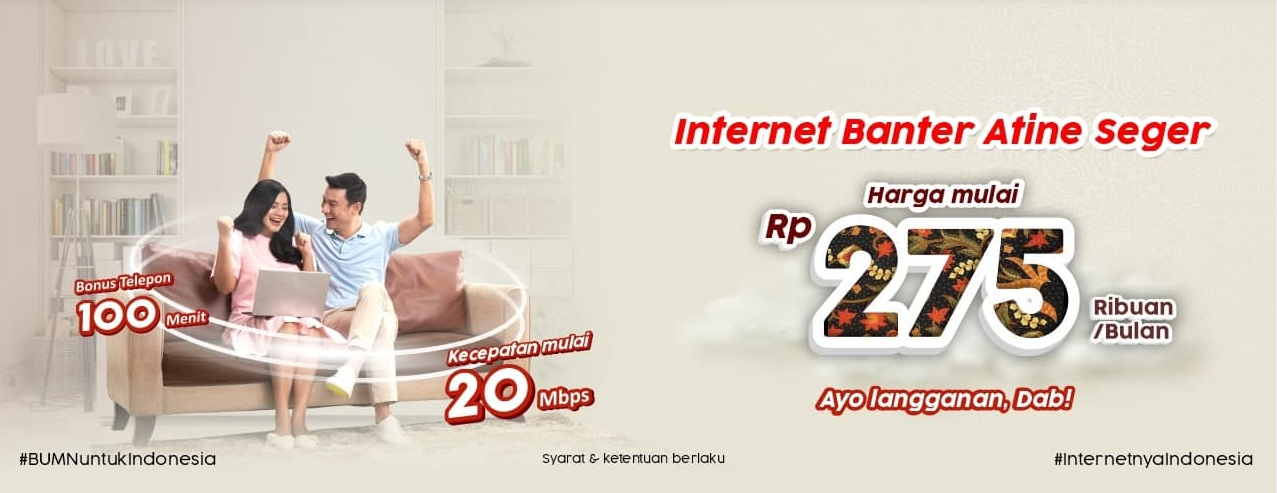 LOVE
Internet Banter Atine Seger
Harga mulai
Rp 275
Ribuan
/Bulan
Ayo langganan, Dab!
Bonus Telepon
100 Menit
Kecepatan mulai
20 Mbps
#BUMNuntukIndonesia
Syarat & ketentuan berlaku
#InternetnyaIndonesia